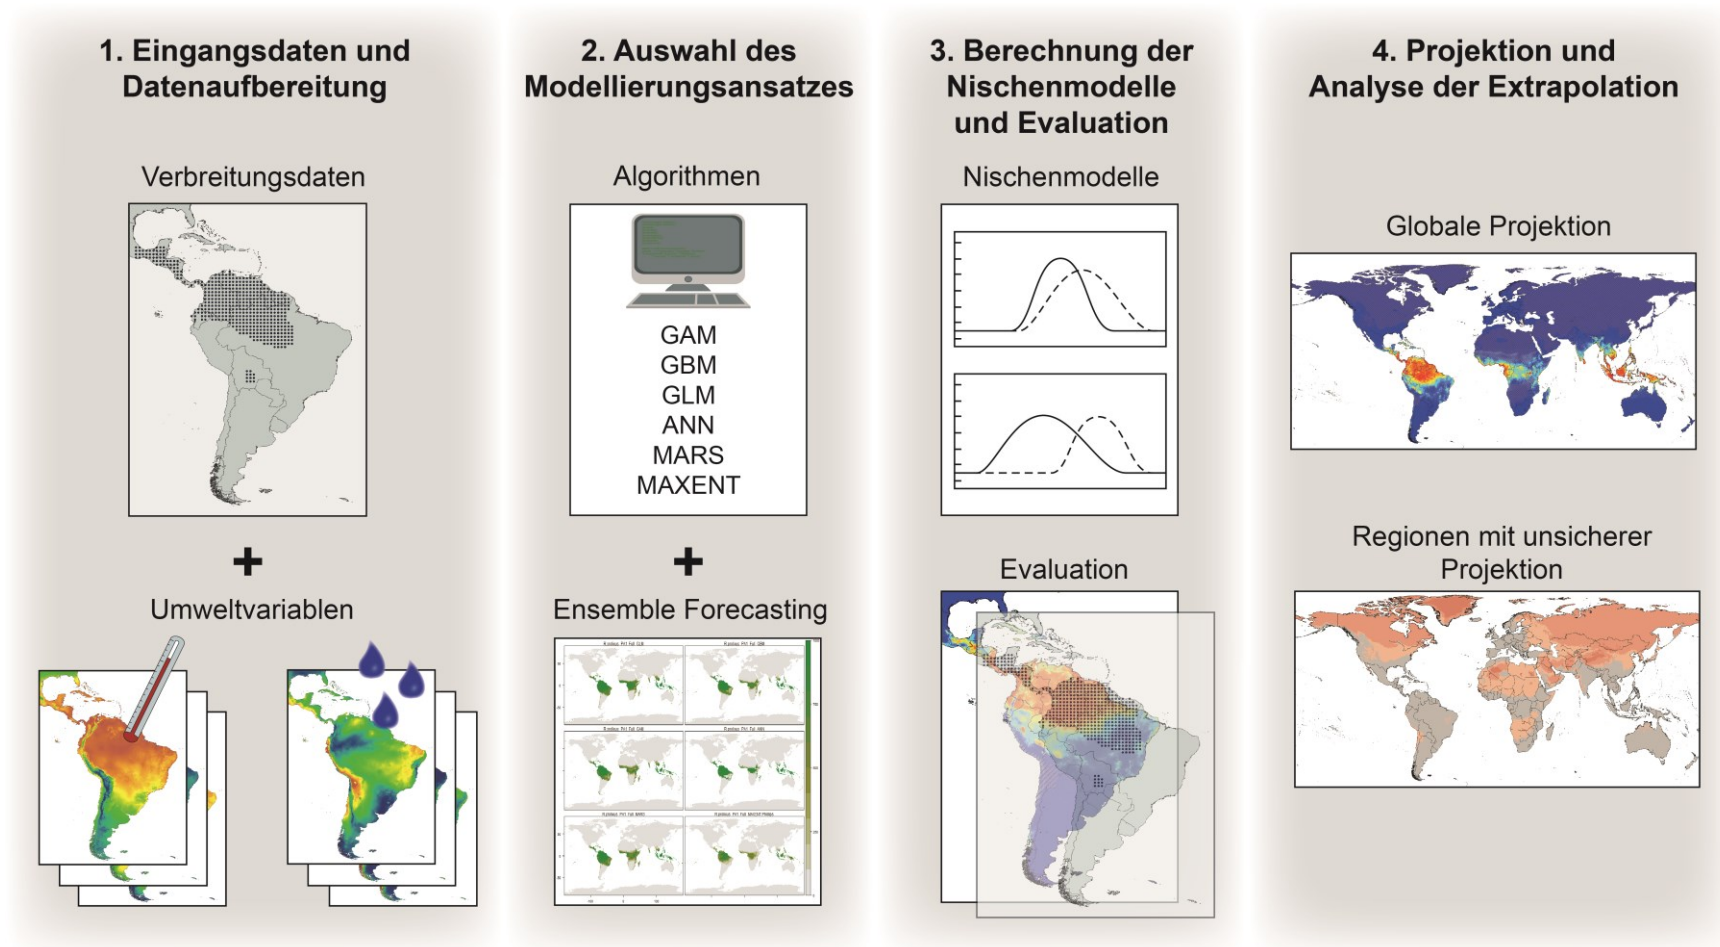 1. Eingangsdaten und
Datenaufbereitung
Verbreitungsdaten
+
Umweltvariablen
2. Auswahl des
Modellierungsansatzes
Algorithmen
GAM
GBM
GLM
ANN
MARS
MAXENT
+
Ensemble Forecasting
3. Berechnung der
Nischenmodelle
und Evaluation
Nischenmodelle
Evaluation
4. Projektion und
Analyse der Extrapolation
Globale Projektion
Regionen mit unsicherer
Projektion